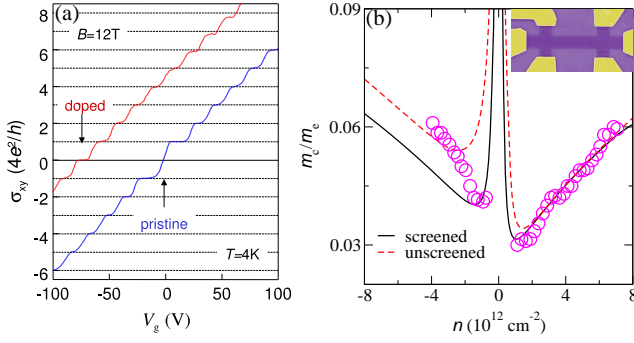 (a)
B=12T
doped
pristine
T=4K
8
6
4
2
0
-2
-4
-6
σxy (4e²/h)
-100 -50 0 50 100
Vg (V)
(b)
0.09
0.06
0.03
mc/me
screened
unscreened
-8 -4 0 4 8
n (10¹² cm⁻²)